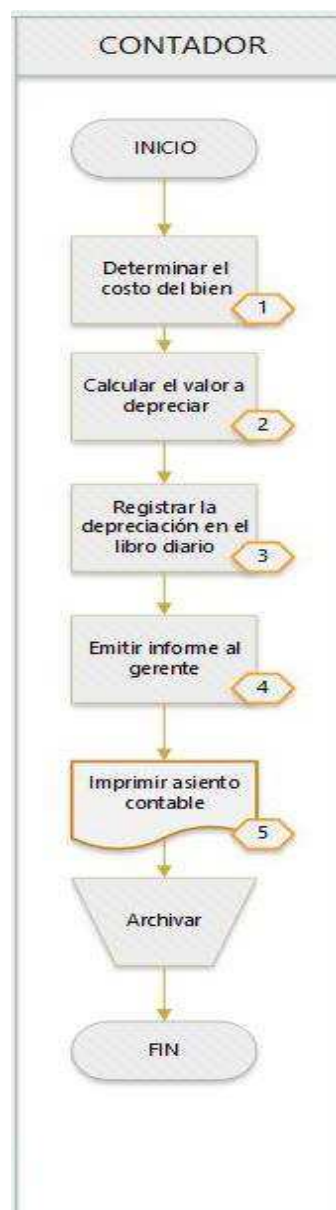 CONTADOR
INICIO
Determinar el
costo del bien
1
Calcular el valor a
depreciar
2
Registrar la
depreciación en el
libro diario
3
Emitir informe al
gerente
4
Imprimir asiento
contable
5
Archivar
FIN